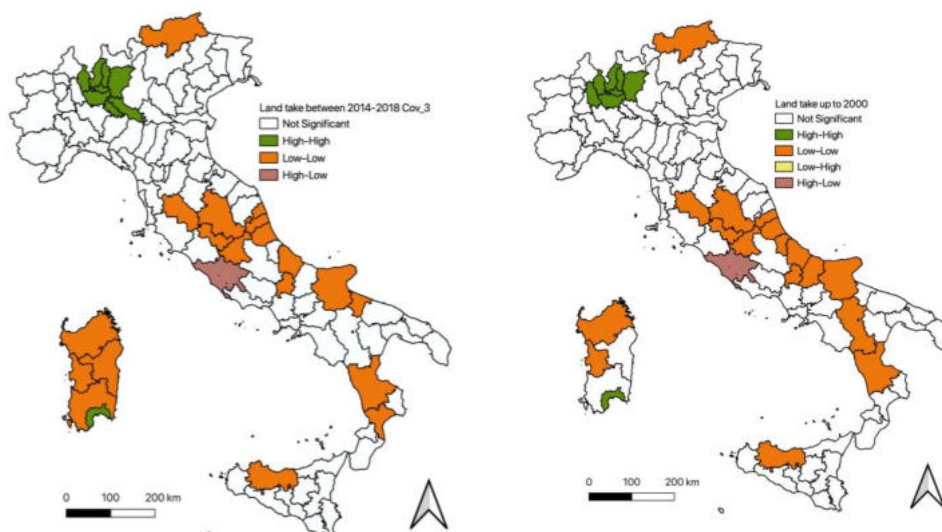 Land take between 2014-2018 Cov_3
Not Significant
High-High
Low-Low
High-Low
0 100 200 km
Land take up to 2000
Not Significant
High-High
Low-Low
Low-High
High-Low
0 100 200 km